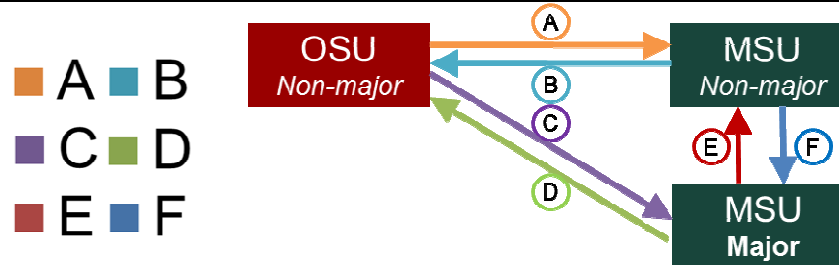 A B
C D
E F
OSU
Non-major
A
B
C
D
MSU
Non-major
E F
MSU
Major